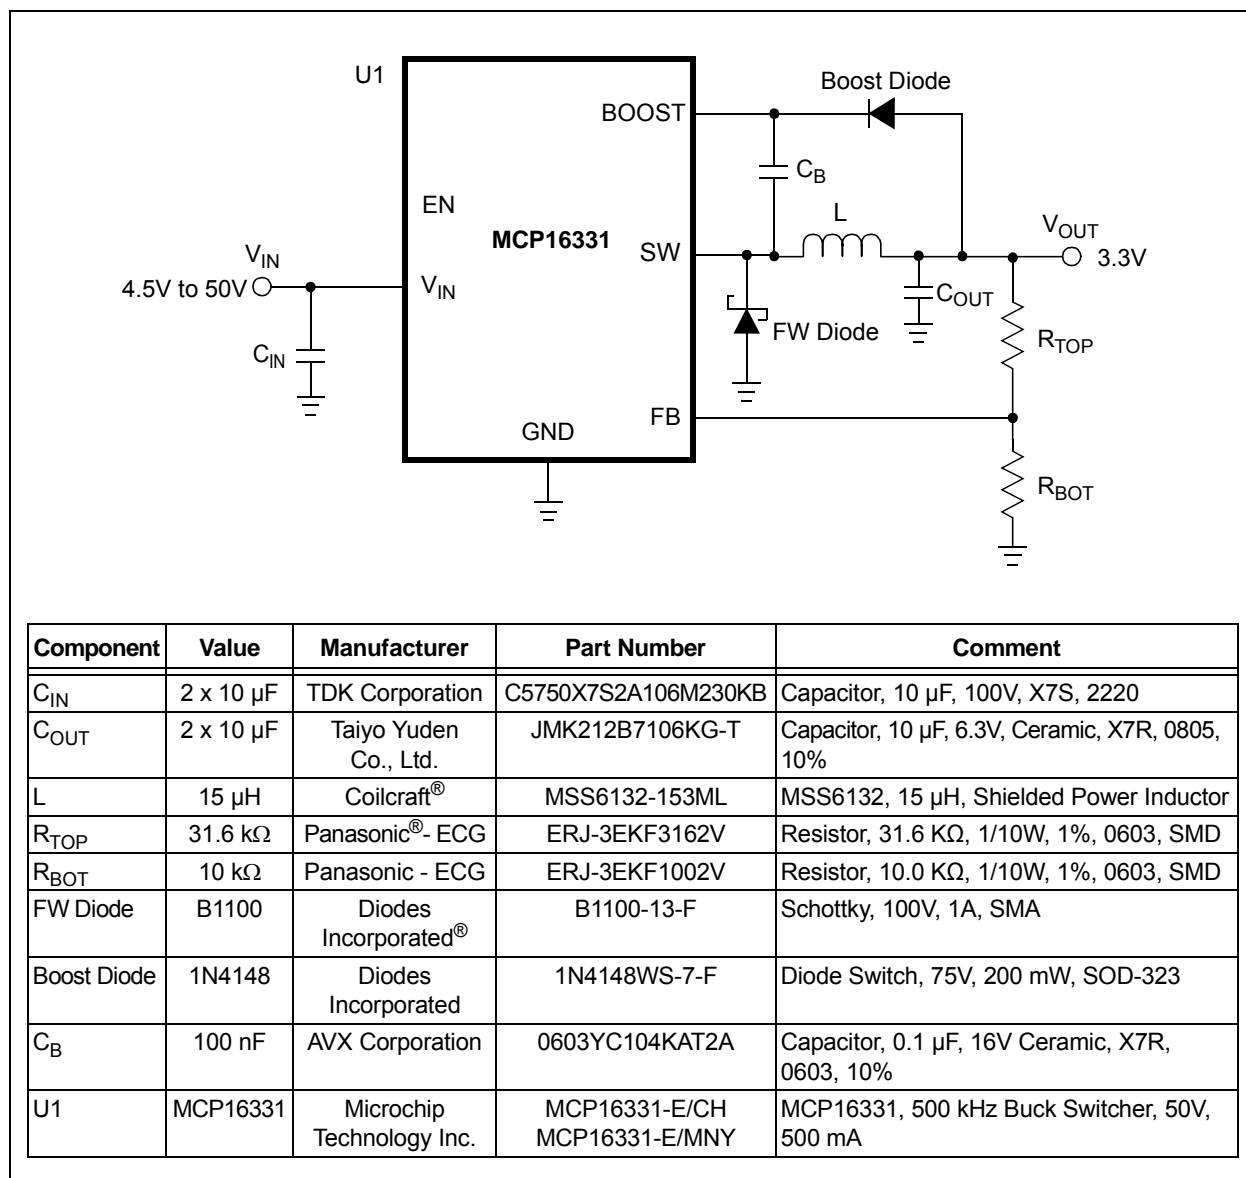 U1
BOOST
Boost Diode
C_B
EN
MCP16331
SW
L
V_OUT
3.3V
V_IN
4.5V to 50V
V_IN
C_OUT
FW Diode
R_TOP
C_IN
GND
FB
R_BOT
Component Value Manufacturer Part Number Comment
C_IN 2 x 10 µF TDK Corporation C5750X7S2A106M230KB Capacitor, 10 µF, 100V, X7S, 2220
C_OUT 2 x 10 µF Taiyo Yuden Co., Ltd. JMK212B7106KG-T Capacitor, 10 µF, 6.3V, Ceramic, X7R, 0805, 10%
L 15 µH Coilcraft® MSS6132-153ML MSS6132, 15 µH, Shielded Power Inductor
R_TOP 31.6 kΩ Panasonic®- ECG ERJ-3EKF3162V Resistor, 31.6 KΩ, 1/10W, 1%, 0603, SMD
R_BOT 10 kΩ Panasonic - ECG ERJ-3EKF1002V Resistor, 10.0 KΩ, 1/10W, 1%, 0603, SMD
FW Diode B1100 Diodes Incorporated® B1100-13-F Schottky, 100V, 1A, SMA
Boost Diode 1N4148 Diodes Incorporated 1N4148WS-7-F Diode Switch, 75V, 200 mW, SOD-323
C_B 100 nF AVX Corporation 0603YC104KAT2A Capacitor, 0.1 µF, 16V Ceramic, X7R, 0603, 10%
U1 MCP16331 Microchip Technology Inc. MCP16331-E/CH MCP16331-E/MNY MCP16331, 500 kHz Buck Switcher, 50V, 500 mA